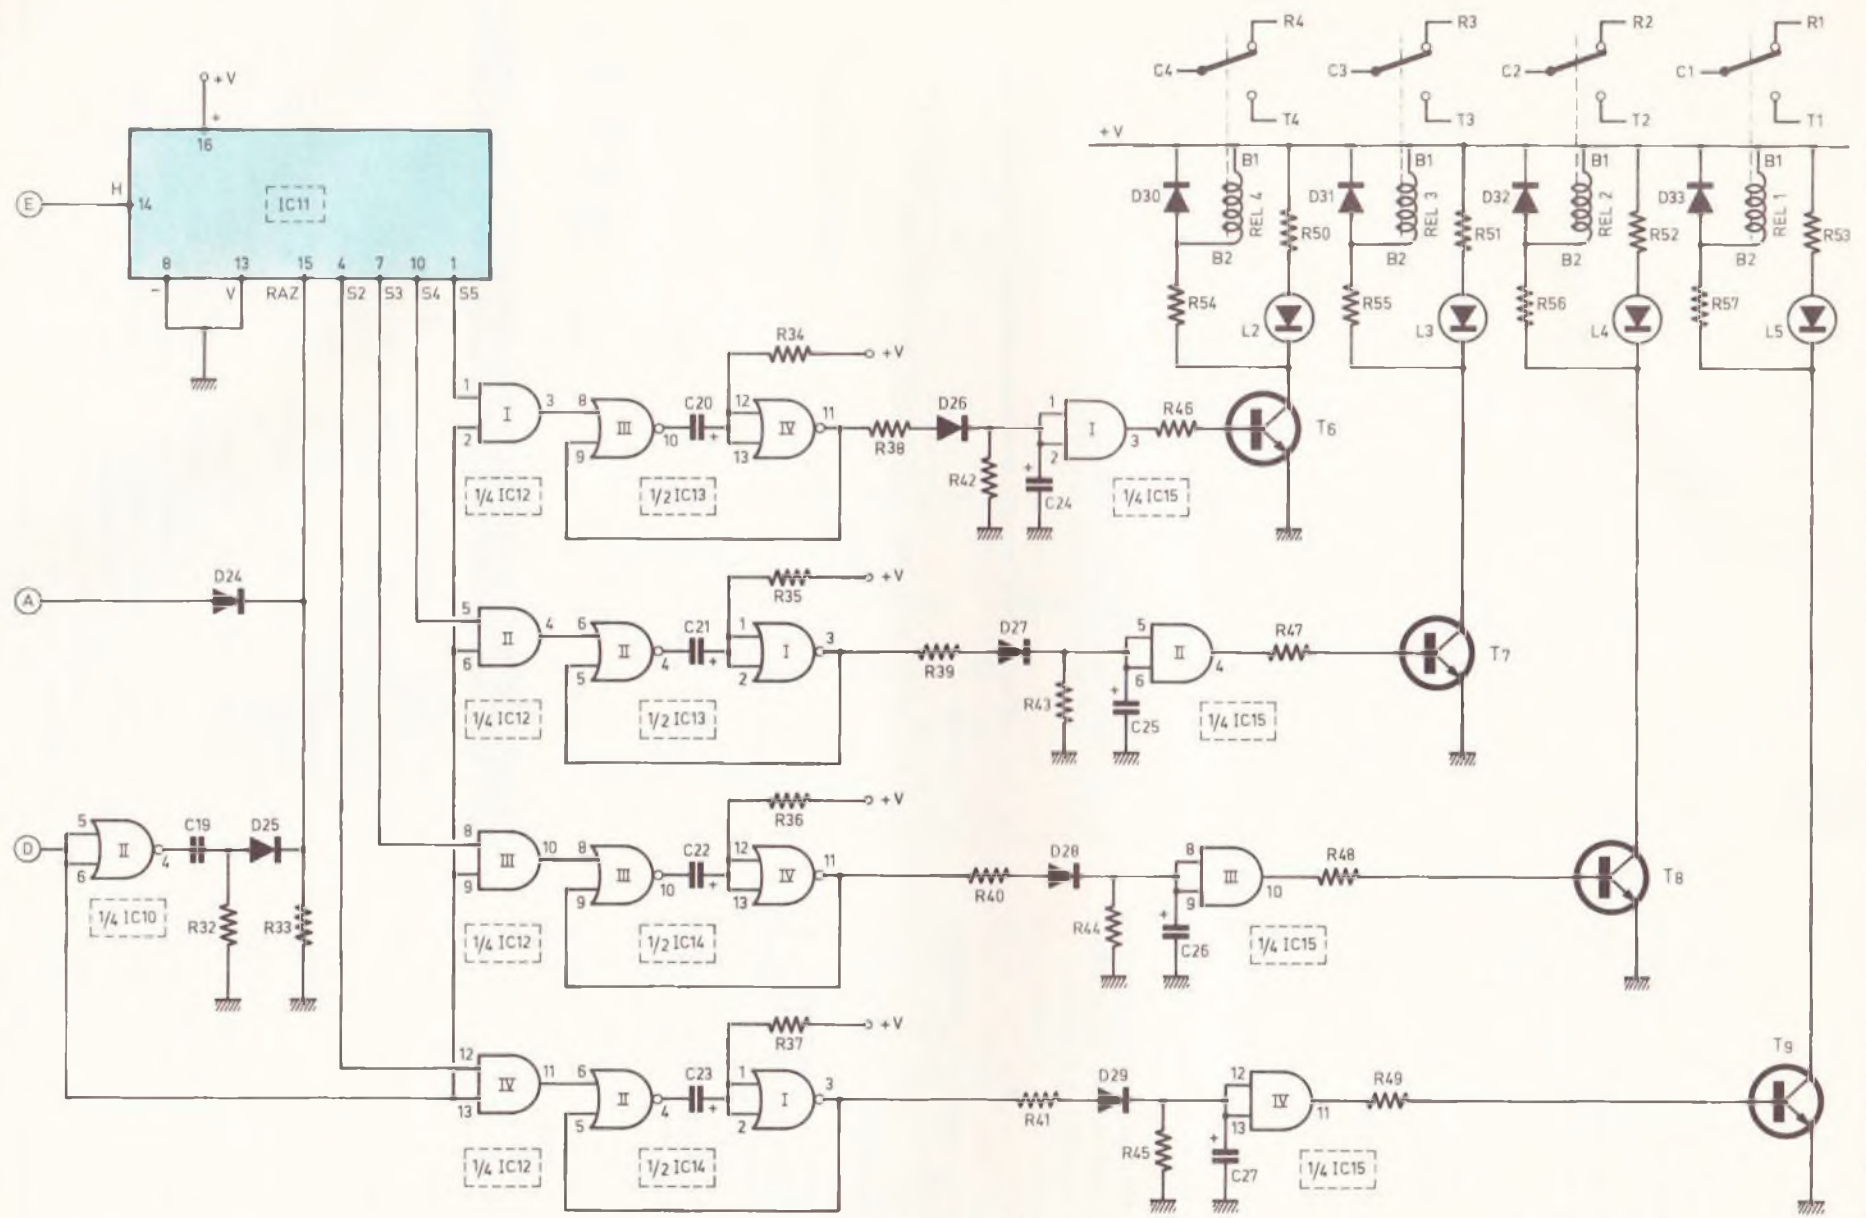 R4 R3 R2 R1
C4 C3 C2 C1
T4 T3 T2 T1
+V
+
16
+V
B1 B1 B1 B1
H
14
E
IC11
D30 REL 4 D31 REL 3 D32 REL 2 D33 REL 1
R50 R51 R52 R53
B2 B2 B2 B2
8 13 15 4 7 10 1
- V RAZ S2 S3 S4 S5
R54 R55 R56 R57
L2 L3 L4 L5
R34
+V
1 I 3
2
8 III 10
9
C20
+
12 IV 11
13
R38
D26
R42
1 I 3
2
+
C24
R46
T6
1/4 IC12
1/2 IC13
1/4 IC15
A
D24
R35
+V
5 II 4
6
6 II 4
5
C21
+
1 I 3
2
R39
D27
R43
5 II 4
6
+
C25
R47
T7
1/4 IC12
1/2 IC13
1/4 IC15
D
5 II 4
6
C19
D25
1/4 IC10
R32
R33
R36
+V
8 III 10
9
8 III 10
9
C22
+
12 IV 11
13
R40
D28
R44
8 III 10
9
+
C26
R48
T8
1/4 IC12
1/2 IC14
1/4 IC15
R37
+V
12 IV 11
13
6 II 4
5
C23
+
1 I 3
2
R41
D29
R45
12 IV 11
13
+
C27
R49
T9
1/4 IC12
1/2 IC14
1/4 IC15